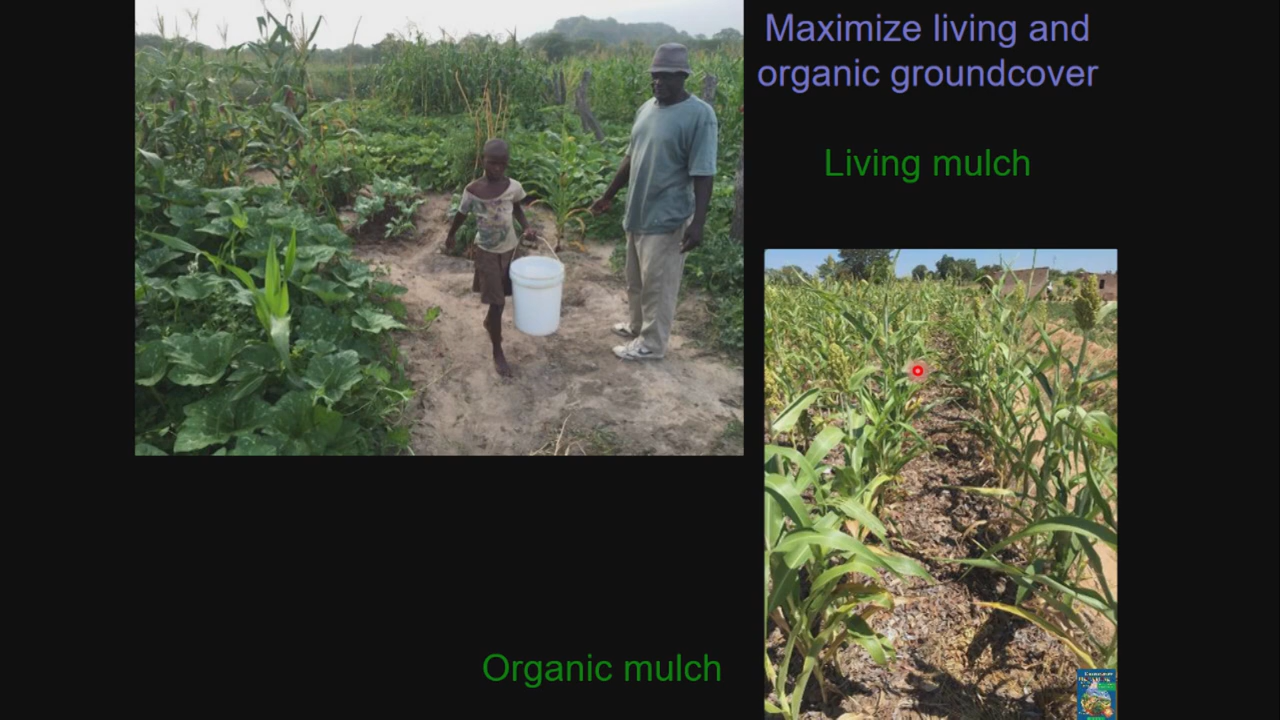 Maximize living and
organic groundcover
Living mulch
Organic mulch